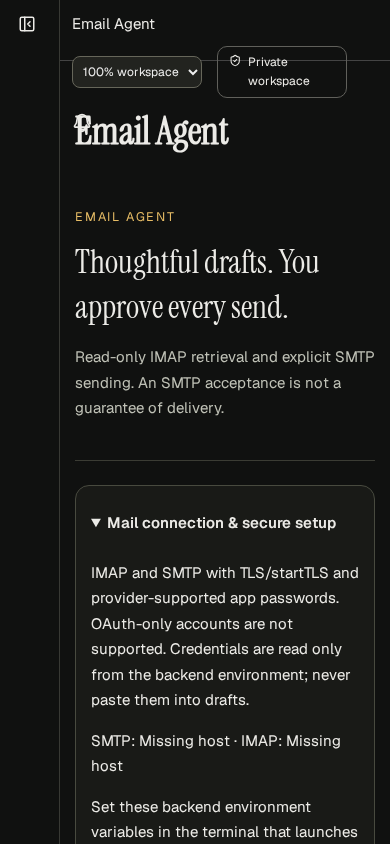 Email Agent
100% workspace
Private
workspace
Email Agent
EMAIL AGENT
Thoughtful drafts. You
approve every send.
Read-only IMAP retrieval and explicit SMTP
sending. An SMTP acceptance is not a
guarantee of delivery.
▼ Mail connection & secure setup
IMAP and SMTP with TLS/startTLS and
provider-supported app passwords.
OAuth-only accounts are not
supported. Credentials are read only
from the backend environment; never
paste them into drafts.
SMTP: Missing host · IMAP: Missing
host
Set these backend environment
variables in the terminal that launches